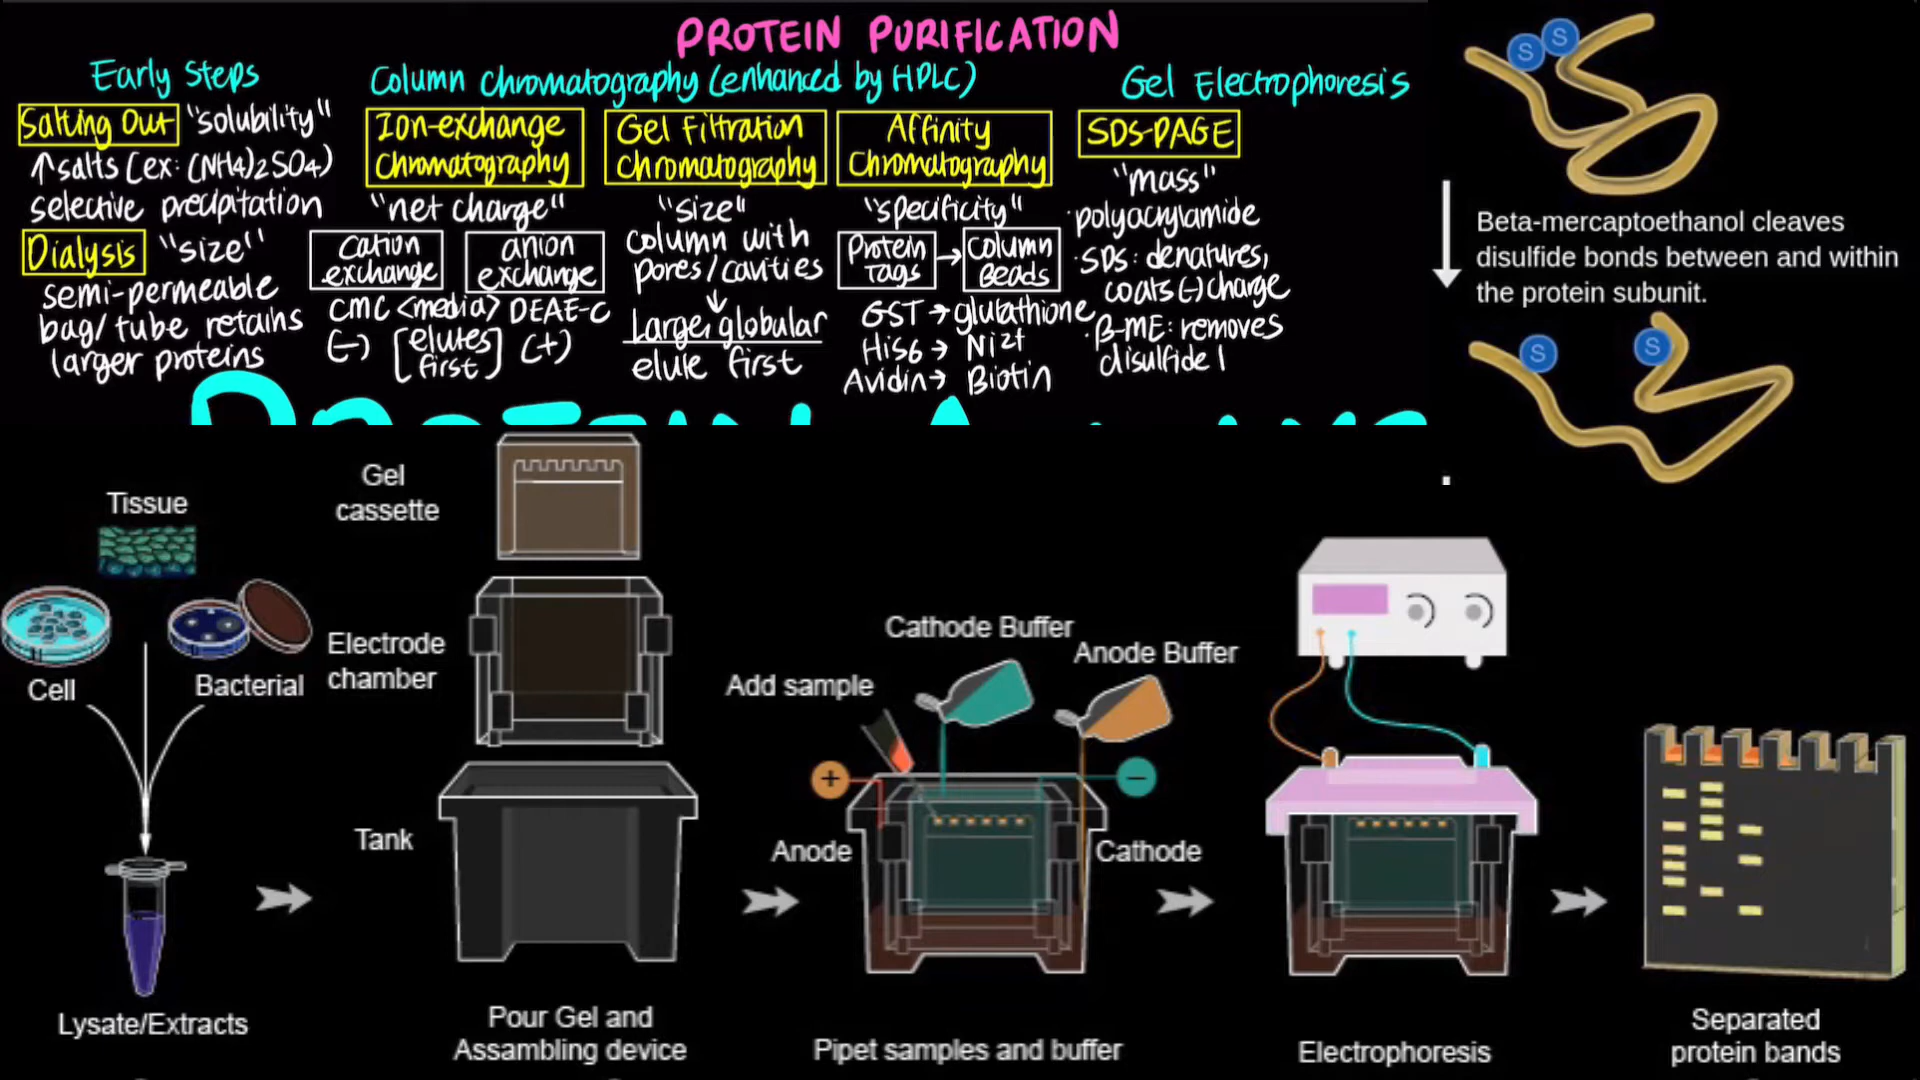 PROTEIN PURIFICATION
Early Steps
Salting Out "solubility"
↑salts (ex: (NH4)2SO4)
selective precipitation
Dialysis "size"
semi-permeable
bag/tube retains
larger proteins
Column Chromatography (enhanced by HPLC)
Ion-exchange
Chromatography
"net charge"
cation
exchange
anion
exchange
CMC <media> DEAE-C
(-) [elutes first] (+)
Gel Filtration
Chromatography
"size"
column with
pores/cavities
↓
Larger, globular
elute first
Affinity
Chromatography
"specificity"
Protein
Tags
→
Column
Beads
GST → glutathione
His6 → Ni2+
Avidin → Biotin
Gel Electrophoresis
SDS-PAGE
"mass"
·polyacrylamide
·SDS: denatures,
coats (-) charge
·B-ME: removes
disulfide
S S
Beta-mercaptoethanol cleaves
disulfide bonds between and within
the protein subunit.
S S
Tissue
Cell
Bacterial
Lysate/Extracts
Gel
cassette
Electrode
chamber
Tank
Pour Gel and
Assambling device
Cathode Buffer
Anode Buffer
Add sample
+
−
Anode
Cathode
Pipet samples and buffer
Electrophoresis
Separated
protein bands